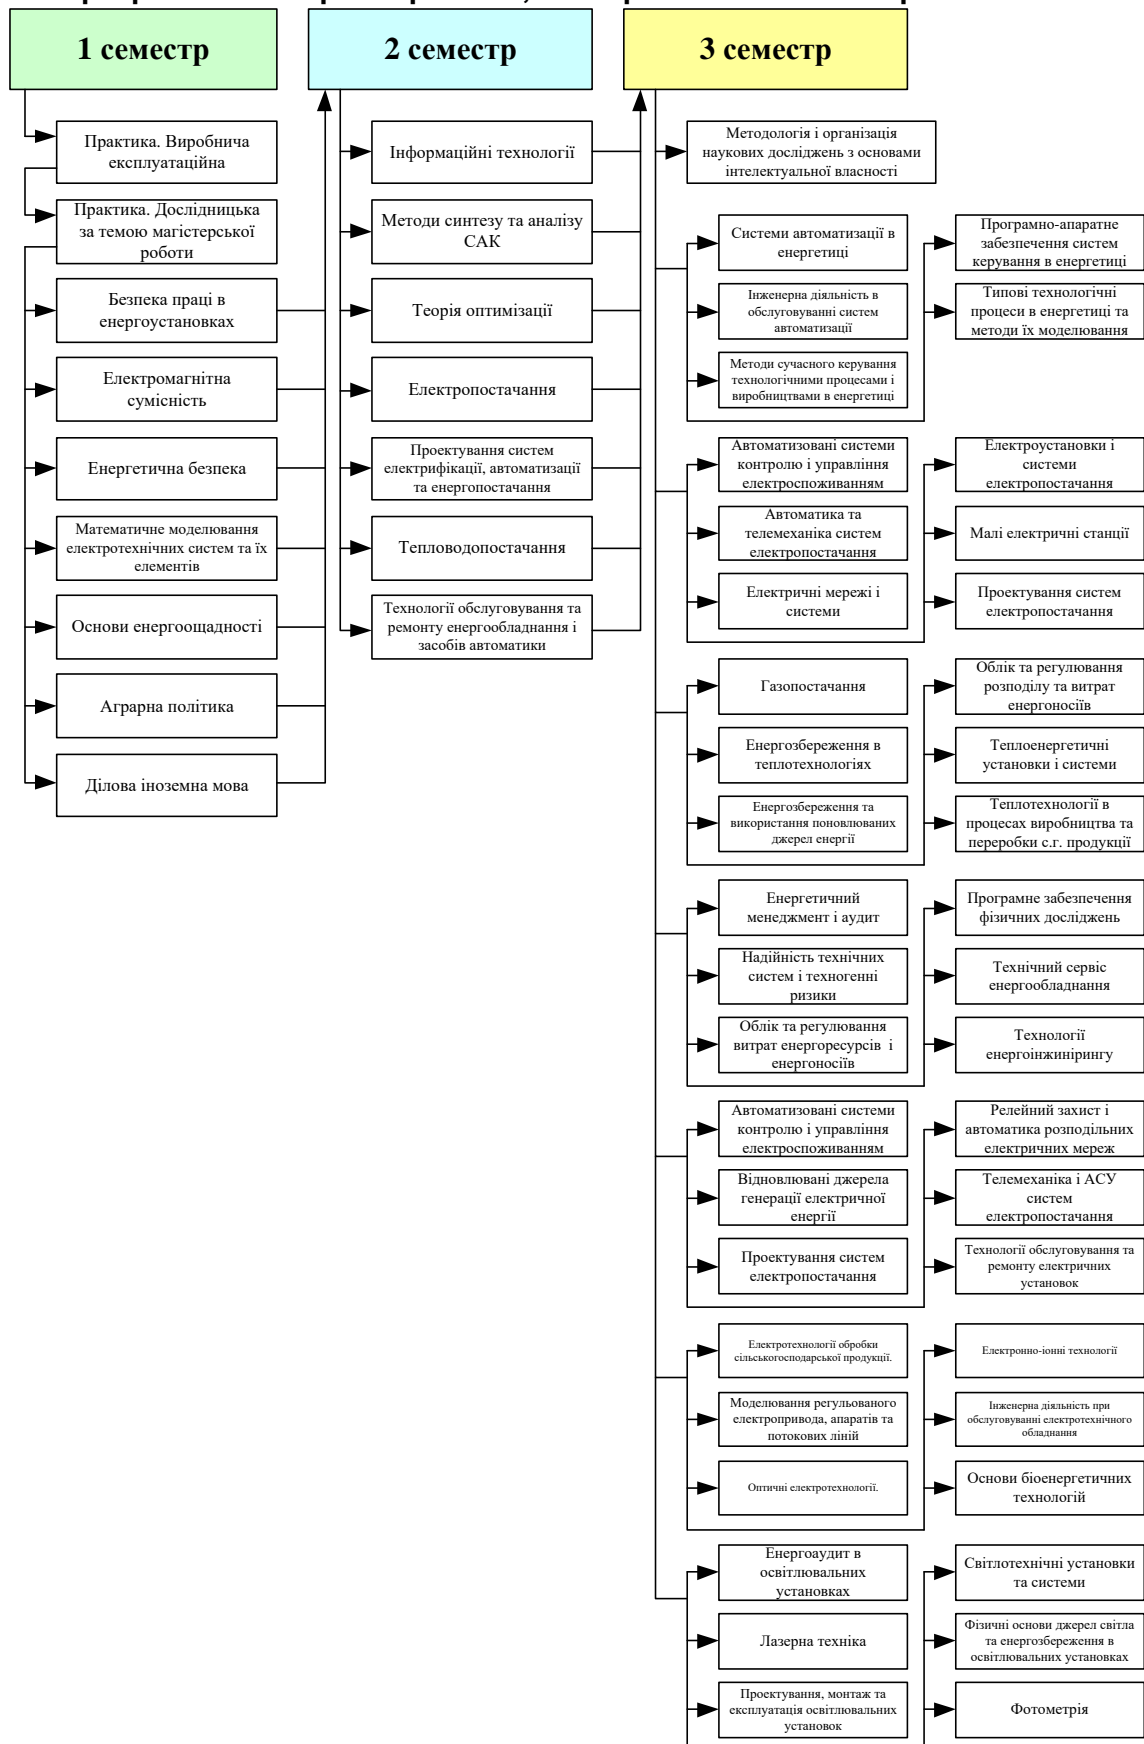 1 семестр
2 семестр
3 семестр
Практика. Виробнича
експлуатаційна
Практика. Дослідницька
за темою магістерської
роботи
Безпека праці в
енергоустановках
Електромагнітна
сумісність
Енергетична безпека
Математичне моделювання
електротехнічних систем та їх
елементів
Основи енергоощадності
Аграрна політика
Ділова іноземна мова
Інформаційні технології
Методи синтезу та аналізу
САК
Теорія оптимізації
Електропостачання
Проектування систем
електрифікації, автоматизації
та енергопостачання
Тепловодопостачання
Технології обслуговування та
ремонту енергообладнання і
засобів автоматики
Методологія і організація
наукових досліджень з основами
інтелектуальної власності
Системи автоматизації в
енергетиці
Інженерна діяльність в
обслуговуванні систем
автоматизації
Методи сучасного керування
технологічними процесами і
виробництвами в енергетиці
Програмно-апаратне
забезпечення систем
керування в енергетиці
Типові технологічні
процеси в енергетиці та
методи їх моделювання
Автоматизовані системи
контролю і управління
електроспоживанням
Автоматика та
телемеханіка систем
електропостачання
Електричні мережі і
системи
Електроустановки і
системи
електропостачання
Малі електричні станції
Проектування систем
електропостачання
Газопостачання
Енергозбереження в
теплотехнологіях
Енергозбереження та
використання поновлюваних
джерел енергії
Облік та регулювання
розподілу та витрат
енергоносіїв
Теплоенергетичні
установки і системи
Теплотехнології в
процесах виробництва та
переробки с.г. продукції
Енергетичний
менеджмент і аудит
Надійність технічних
систем і техногенні
ризики
Облік та регулювання
витрат енергоресурсів і
енергоносіїв
Програмне забезпечення
фізичних досліджень
Технічний сервіс
енергообладнання
Технології
енергоінжинірингу
Автоматизовані системи
контролю і управління
електроспоживанням
Відновлювані джерела
генерації електричної
енергії
Проектування систем
електропостачання
Релейний захист і
автоматика розподільних
електричних мереж
Телемеханіка і АСУ
систем
електропостачання
Технології обслуговування та
ремонту електричних
установок
Електротехнології обробки
сільськогосподарської продукції.
Моделювання регульованого
електропривода, апаратів та
потокових ліній
Оптичні електротехнології.
Електронно-іонні технології
Інженерна діяльність при
обслуговуванні електротехнічного
обладнання
Основи біоенергетичних
технологій
Енергоаудит в
освітлювальних
установках
Лазерна техніка
Проектування, монтаж та
експлуатація освітлювальних
установок
Світлотехнічні установки
та системи
Фізичні основи джерел світла
та енергозбереження в
освітлювальних установках
Фотометрія